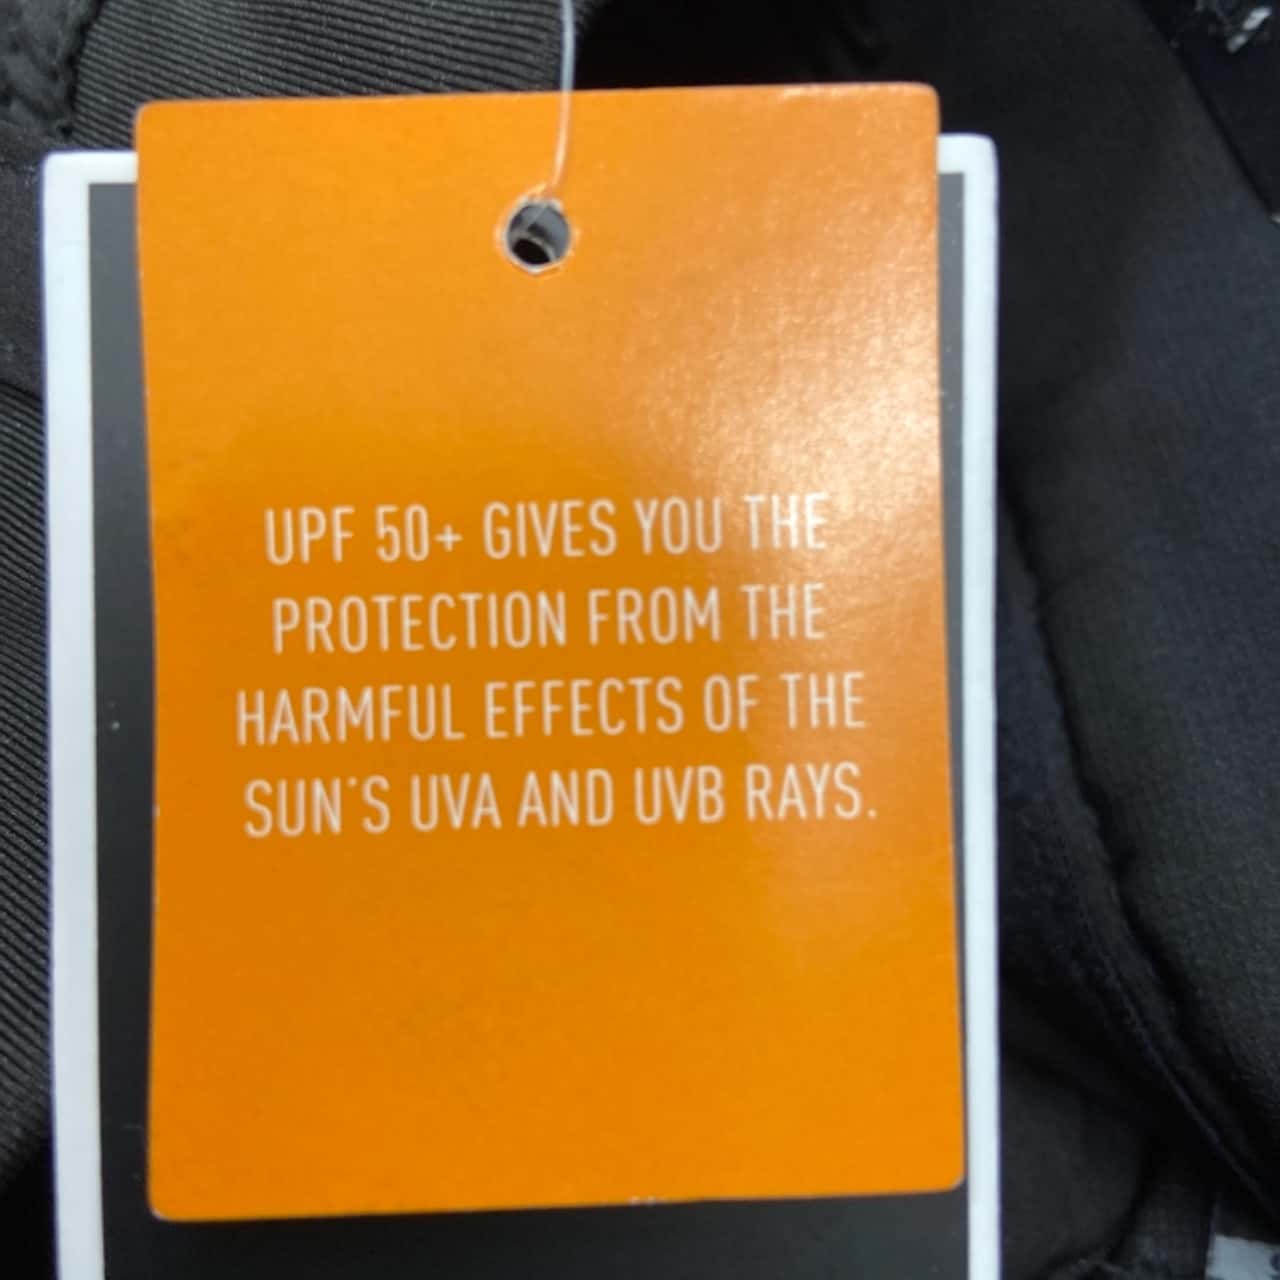 UPF 50+ GIVES YOU THE
PROTECTION FROM THE
HARMFUL EFFECTS OF THE
SUN'S UVA AND UVB RAYS.